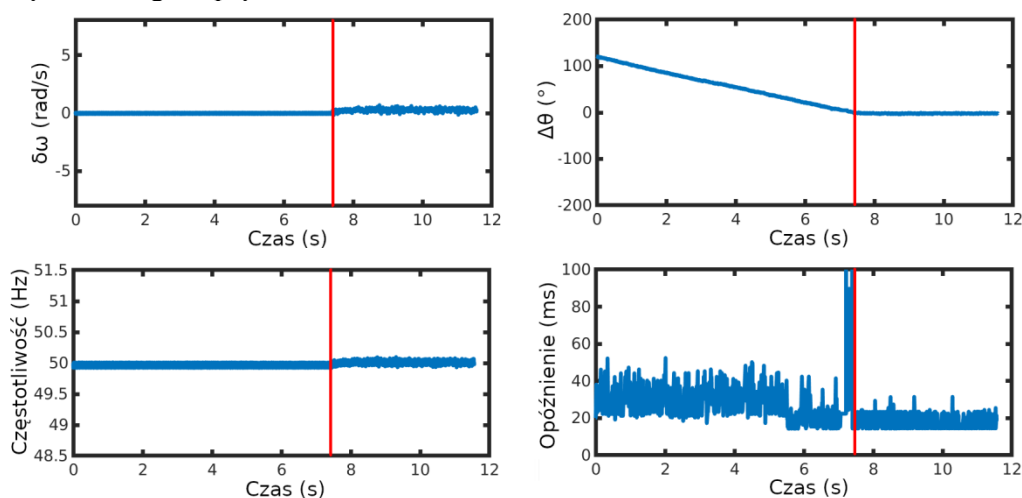 5
0
-5
δω (rad/s)
0 2 4 6 8 10 12
Czas (s)
200
100
0
-100
-200
Δθ (°)
0 2 4 6 8 10 12
Czas (s)
51.5
51
50.5
50
49.5
49
48.5
Częstotliwość (Hz)
0 2 4 6 8 10 12
Czas (s)
100
80
60
40
20
0
Opóźnienie (ms)
0 2 4 6 8 10 12
Czas (s)